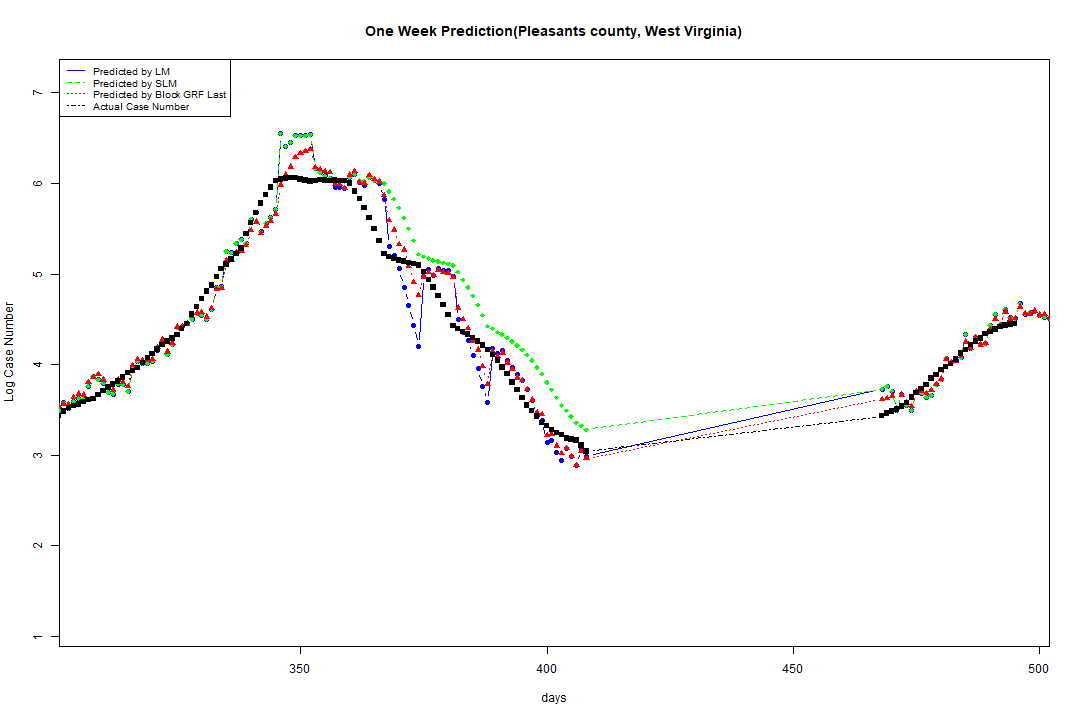 One Week Prediction(Pleasants county, West Virginia)
Predicted by LM
Predicted by SLM
Predicted by Block GRF Last
Actual Case Number
7
6
5
4
3
2
1
Log Case Number
350
400
450
500
days